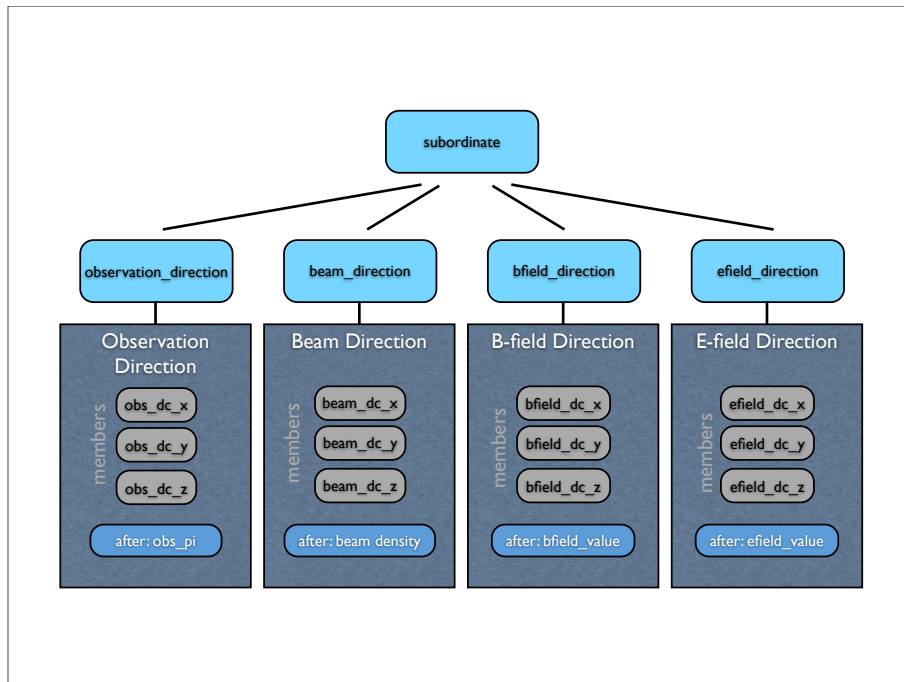 subordinate
observation_direction
beam_direction
bfield_direction
efield_direction
Observation
Direction
members
obs_dc_x
obs_dc_y
obs_dc_z
after: obs_pi
Beam Direction
members
beam_dc_x
beam_dc_y
beam_dc_z
after: beam density
B-field Direction
members
bfield_dc_x
bfield_dc_y
bfield_dc_z
after: bfield_value
E-field Direction
members
efield_dc_x
efield_dc_y
efield_dc_z
after: efield_value